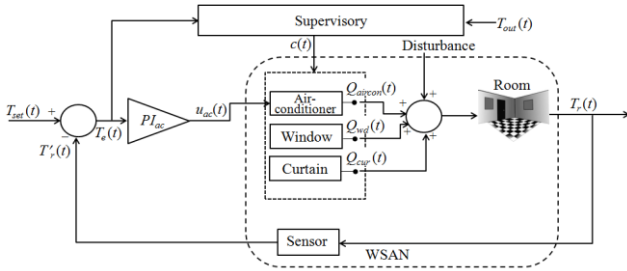 Supervisory
T_out(t)
c(t)
Disturbance
Room
T_set(t)
+
−
T_e(t)
T′_r(t)
PI_ac
u_ac(t)
Air-
conditioner
Q_aircon(t)
Window
Q_wd(t)
Curtain
Q_cur(t)
+
+
+
+
T_r(t)
Sensor
WSAN